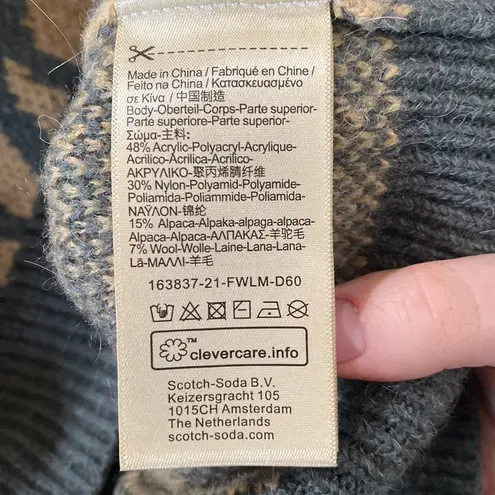 Made in China / Fabriqué en Chine /
Feito na China / Κατασκευασμένο
σε Κίνα / 中国制造
Body-Oberteil-Corps-Parte superior-
Parte superiore-Parte superior-
Σωμα-主料:
48% Acrylic-Polyacryl-Acrylique-
Acrilico-Acrilica-Acrílico-
ΑΚΡΥΛΙΚΟ-聚丙烯腈纤维
30% Nylon-Polyamid-Polyamide-
Poliamida-Poliammide-Poliamida-
ΝΑΫΛΟΝ-锦纶
15% Alpaca-Alpaka-alpaga-alpaca-
Alpaca-Alpaca-ΑΛΠΑΚΑΣ-羊驼毛
7% Wool-Wolle-Laine-Lana-Lana-
Lã-ΜΑΛΛΙ-羊毛
163837-21-FWLM-D60
TM clevercare.info
Scotch-Soda B.V.
Keizersgracht 105
1015CH Amsterdam
The Netherlands
scotch-soda.com